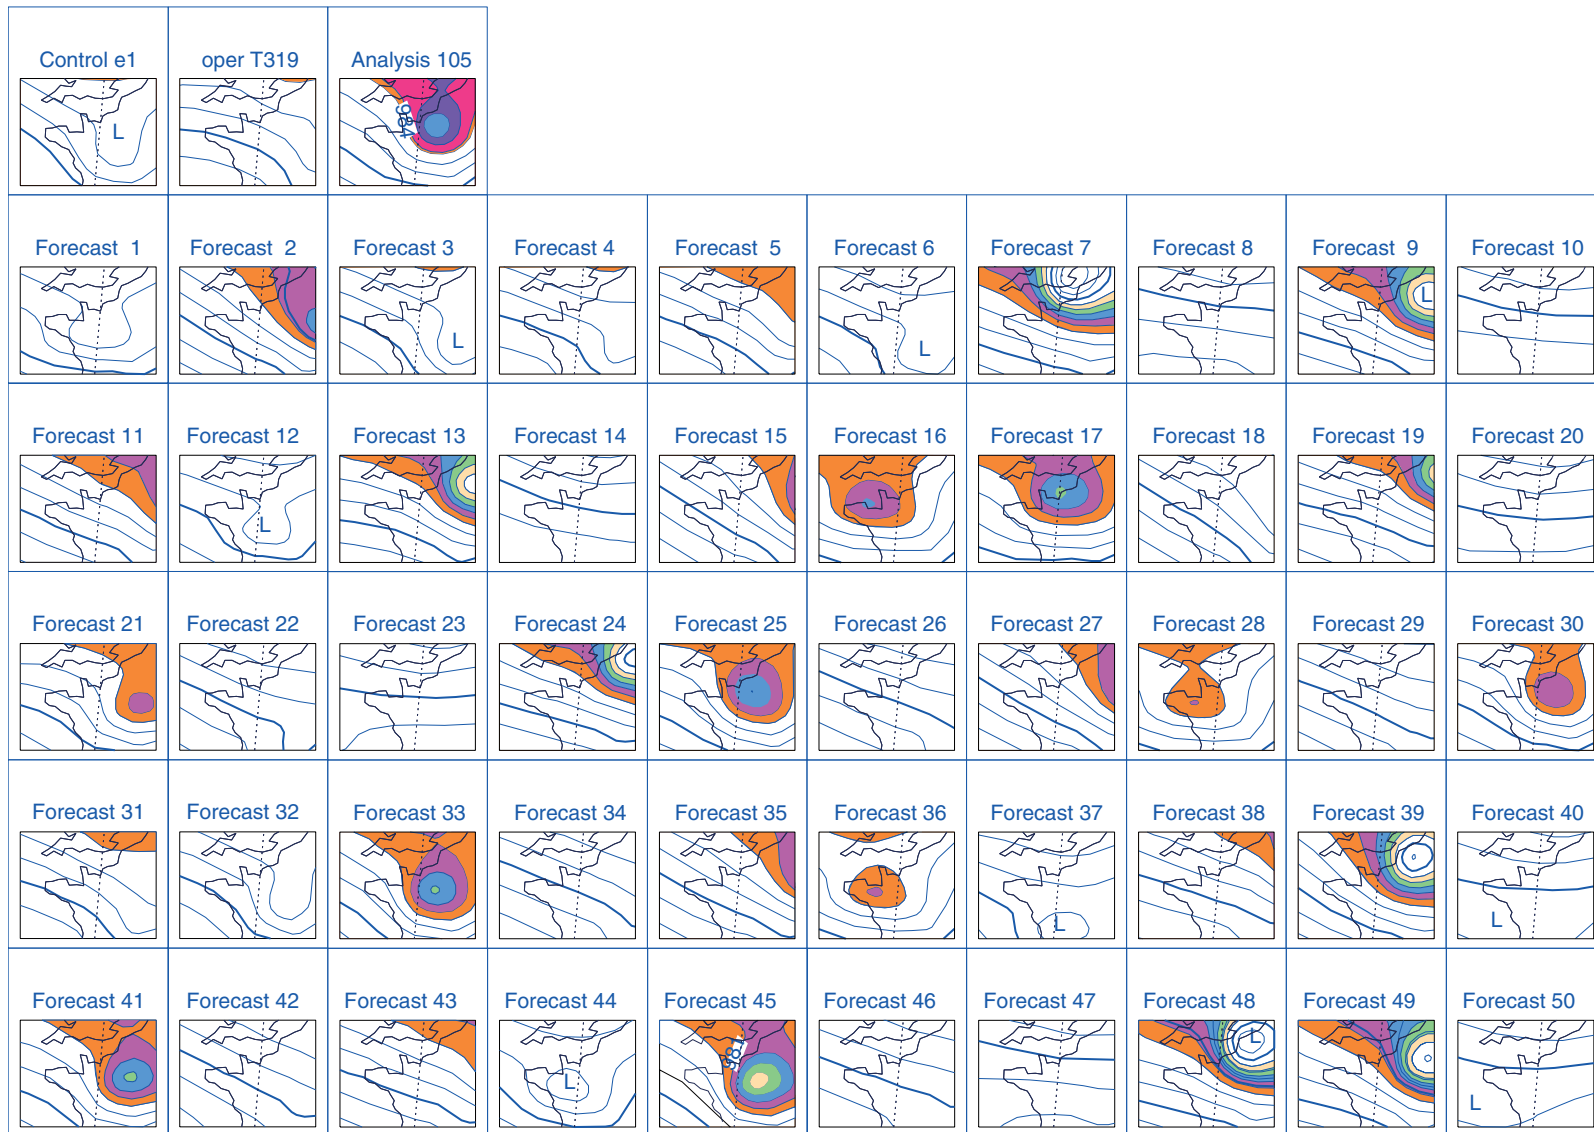 Control e1 oper T319 Analysis 105
L 984
Forecast 1 Forecast 2 Forecast 3 Forecast 4 Forecast 5 Forecast 6 Forecast 7 Forecast 8 Forecast 9 Forecast 10
L L L
Forecast 11 Forecast 12 Forecast 13 Forecast 14 Forecast 15 Forecast 16 Forecast 17 Forecast 18 Forecast 19 Forecast 20
L
Forecast 21 Forecast 22 Forecast 23 Forecast 24 Forecast 25 Forecast 26 Forecast 27 Forecast 28 Forecast 29 Forecast 30
Forecast 31 Forecast 32 Forecast 33 Forecast 34 Forecast 35 Forecast 36 Forecast 37 Forecast 38 Forecast 39 Forecast 40
L L
Forecast 41 Forecast 42 Forecast 43 Forecast 44 Forecast 45 Forecast 46 Forecast 47 Forecast 48 Forecast 49 Forecast 50
L 981 L L